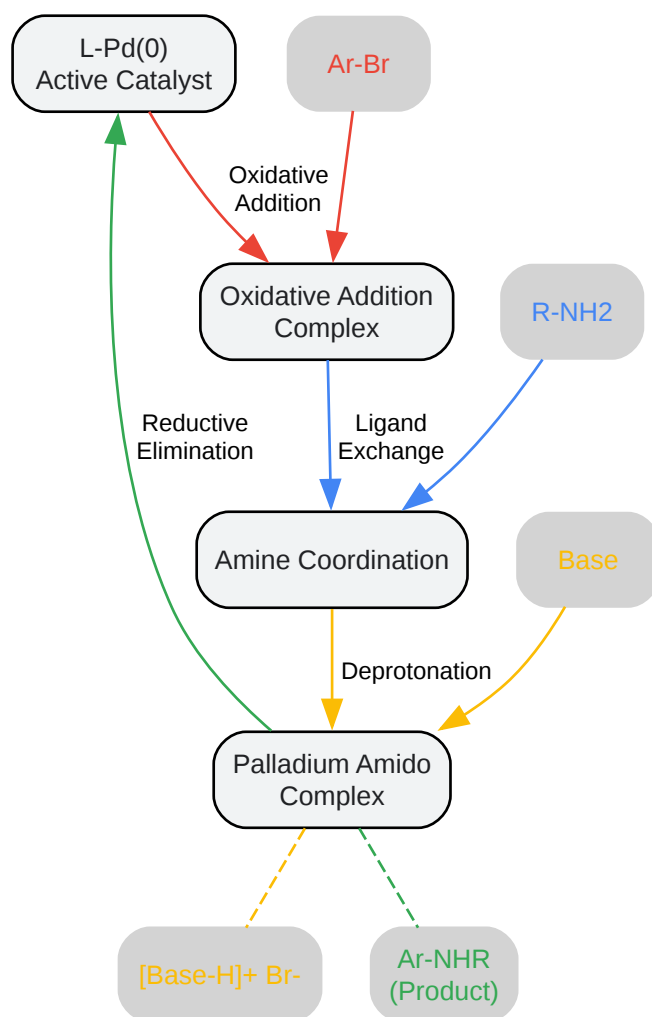 L-Pd(0)
Active Catalyst
Ar-Br
Oxidative
Addition
Oxidative Addition
Complex
R-NH2
Reductive
Elimination
Ligand
Exchange
Amine Coordination
Base
Deprotonation
Palladium Amido
Complex
[Base-H]+ Br-
Ar-NHR
(Product)